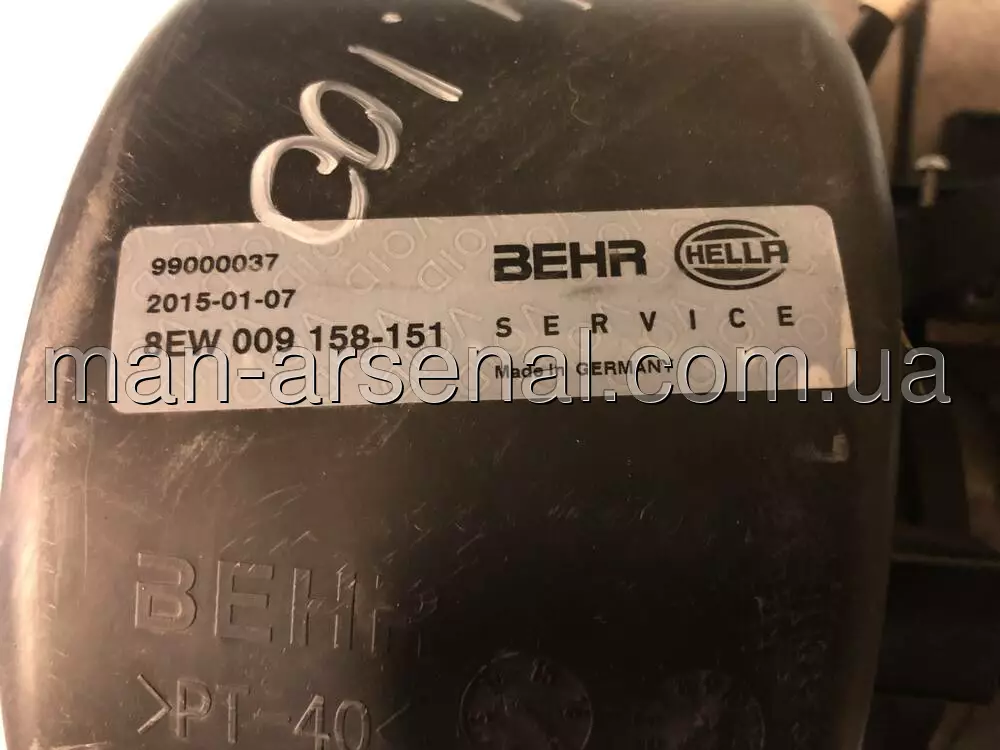 99000037
2015-01-07
8EW 009 158-151
BEHR
HELLA
SERVICE
Made in GERMANY
man-arsenal.com.ua
BEHR
>PT-40<